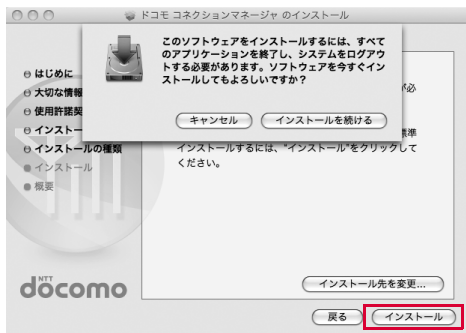 ドコモ コネクションマネージャ のインストール
このソフトウェアをインストールするには、すべて
のアプリケーションを終了し、システムをログアウ
トする必要があります。ソフトウェアを今すぐイン
ストールしてもよろしいですか？
キャンセル
インストールを続ける
はじめに
大切な情報
使用許諾契
インストー
インストールの種類
インストール
概要
が必
標準
インストールするには、"インストール"をクリックして
ください。
インストール先を変更...
NTT
döcomo
戻る
インストール